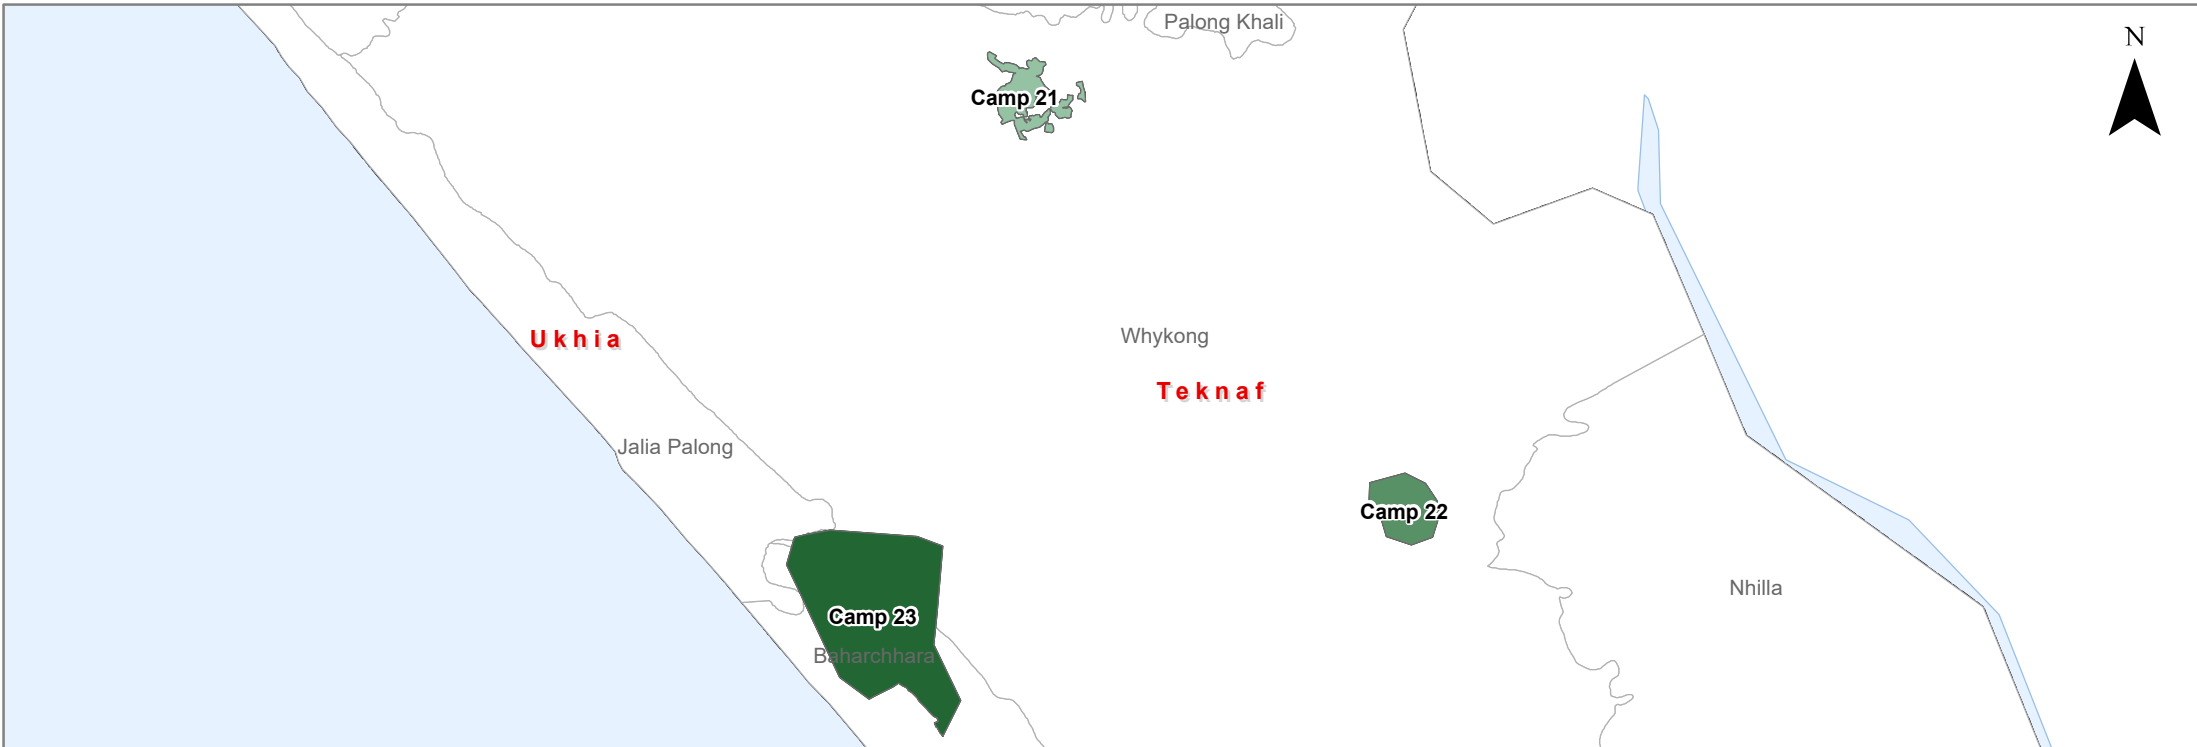 Palong Khali
N
Camp 21
Whykong
Ukhia
Teknaf
Jalia Palong
Camp 22
Nhilla
Camp 23
Baharchhara